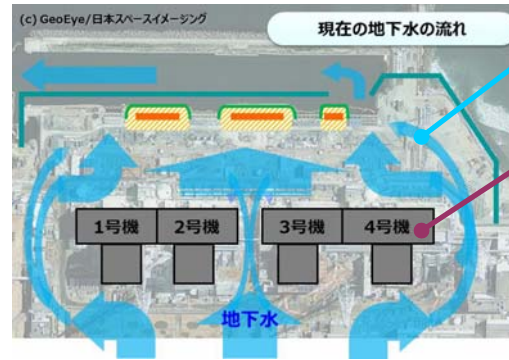 (c) GeoEye/日本スペースイメージング
現在の地下水の流れ
1号機
2号機
3号機
4号機
地下水